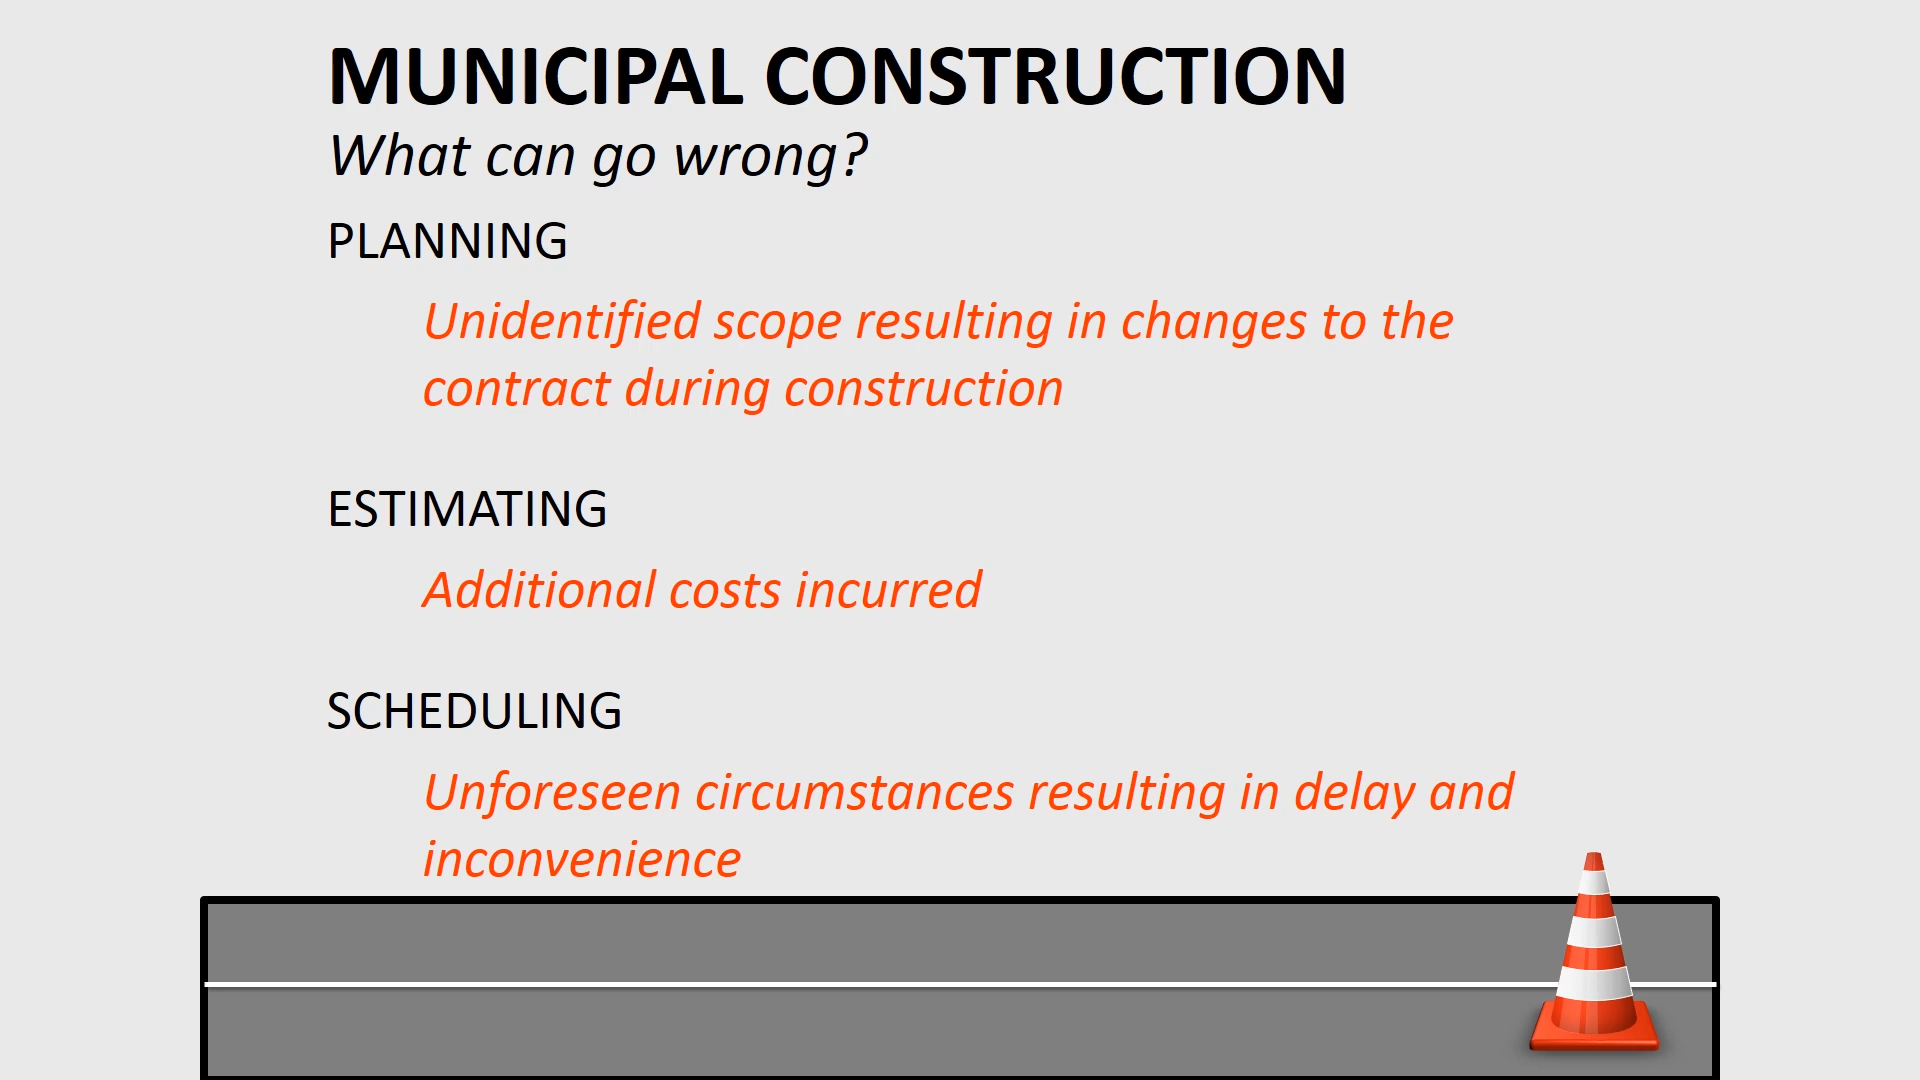 MUNICIPAL CONSTRUCTION
What can go wrong?
PLANNING
Unidentified scope resulting in changes to the
contract during construction
ESTIMATING
Additional costs incurred
SCHEDULING
Unforeseen circumstances resulting in delay and
inconvenience